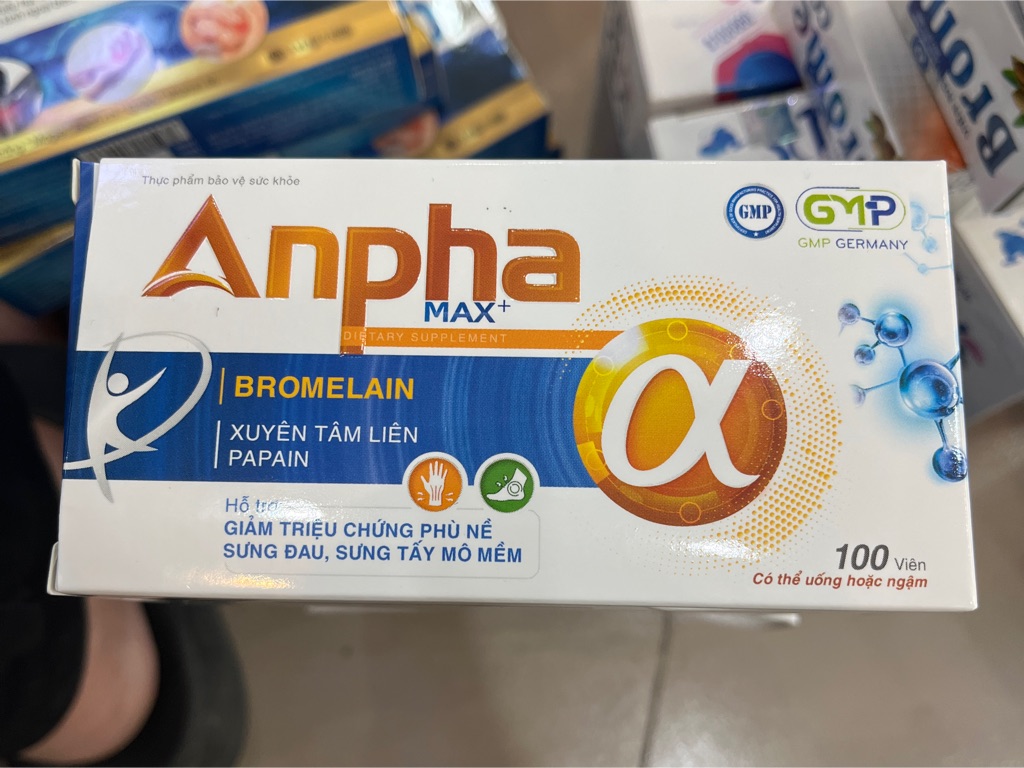 Thực phẩm bảo vệ sức khỏe
Anpha
MAX+
DIETARY SUPPLEMENT
GMP
GMP
GMP GERMANY
BROMELAIN
XUYÊN TÂM LIÊN
PAPAIN
α
Hỗ trợ
GIẢM TRIỆU CHỨNG PHÙ NỀ
SƯNG ĐAU, SƯNG TẤY MÔ MỀM
100 Viên
Có thể uống hoặc ngậm
Brom